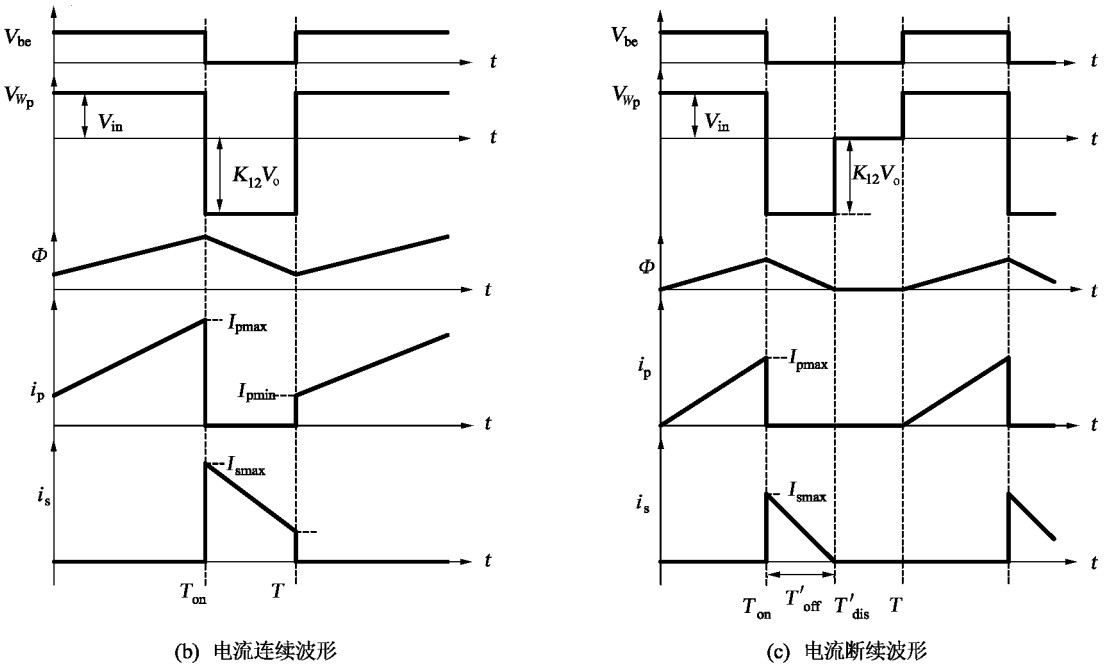 V_be
t
V_Wp
V_in
t
K_12V_o
Φ
t
I_pmax
i_p
I_pmin
t
I_smax
i_s
t
T_on
T
(b) 电流连续波形
V_be
t
V_Wp
V_in
t
K_12V_o
Φ
t
i_p
I_pmax
t
i_s
I_smax
t
T_on
T'_off
T'_dis
T
(c) 电流断续波形